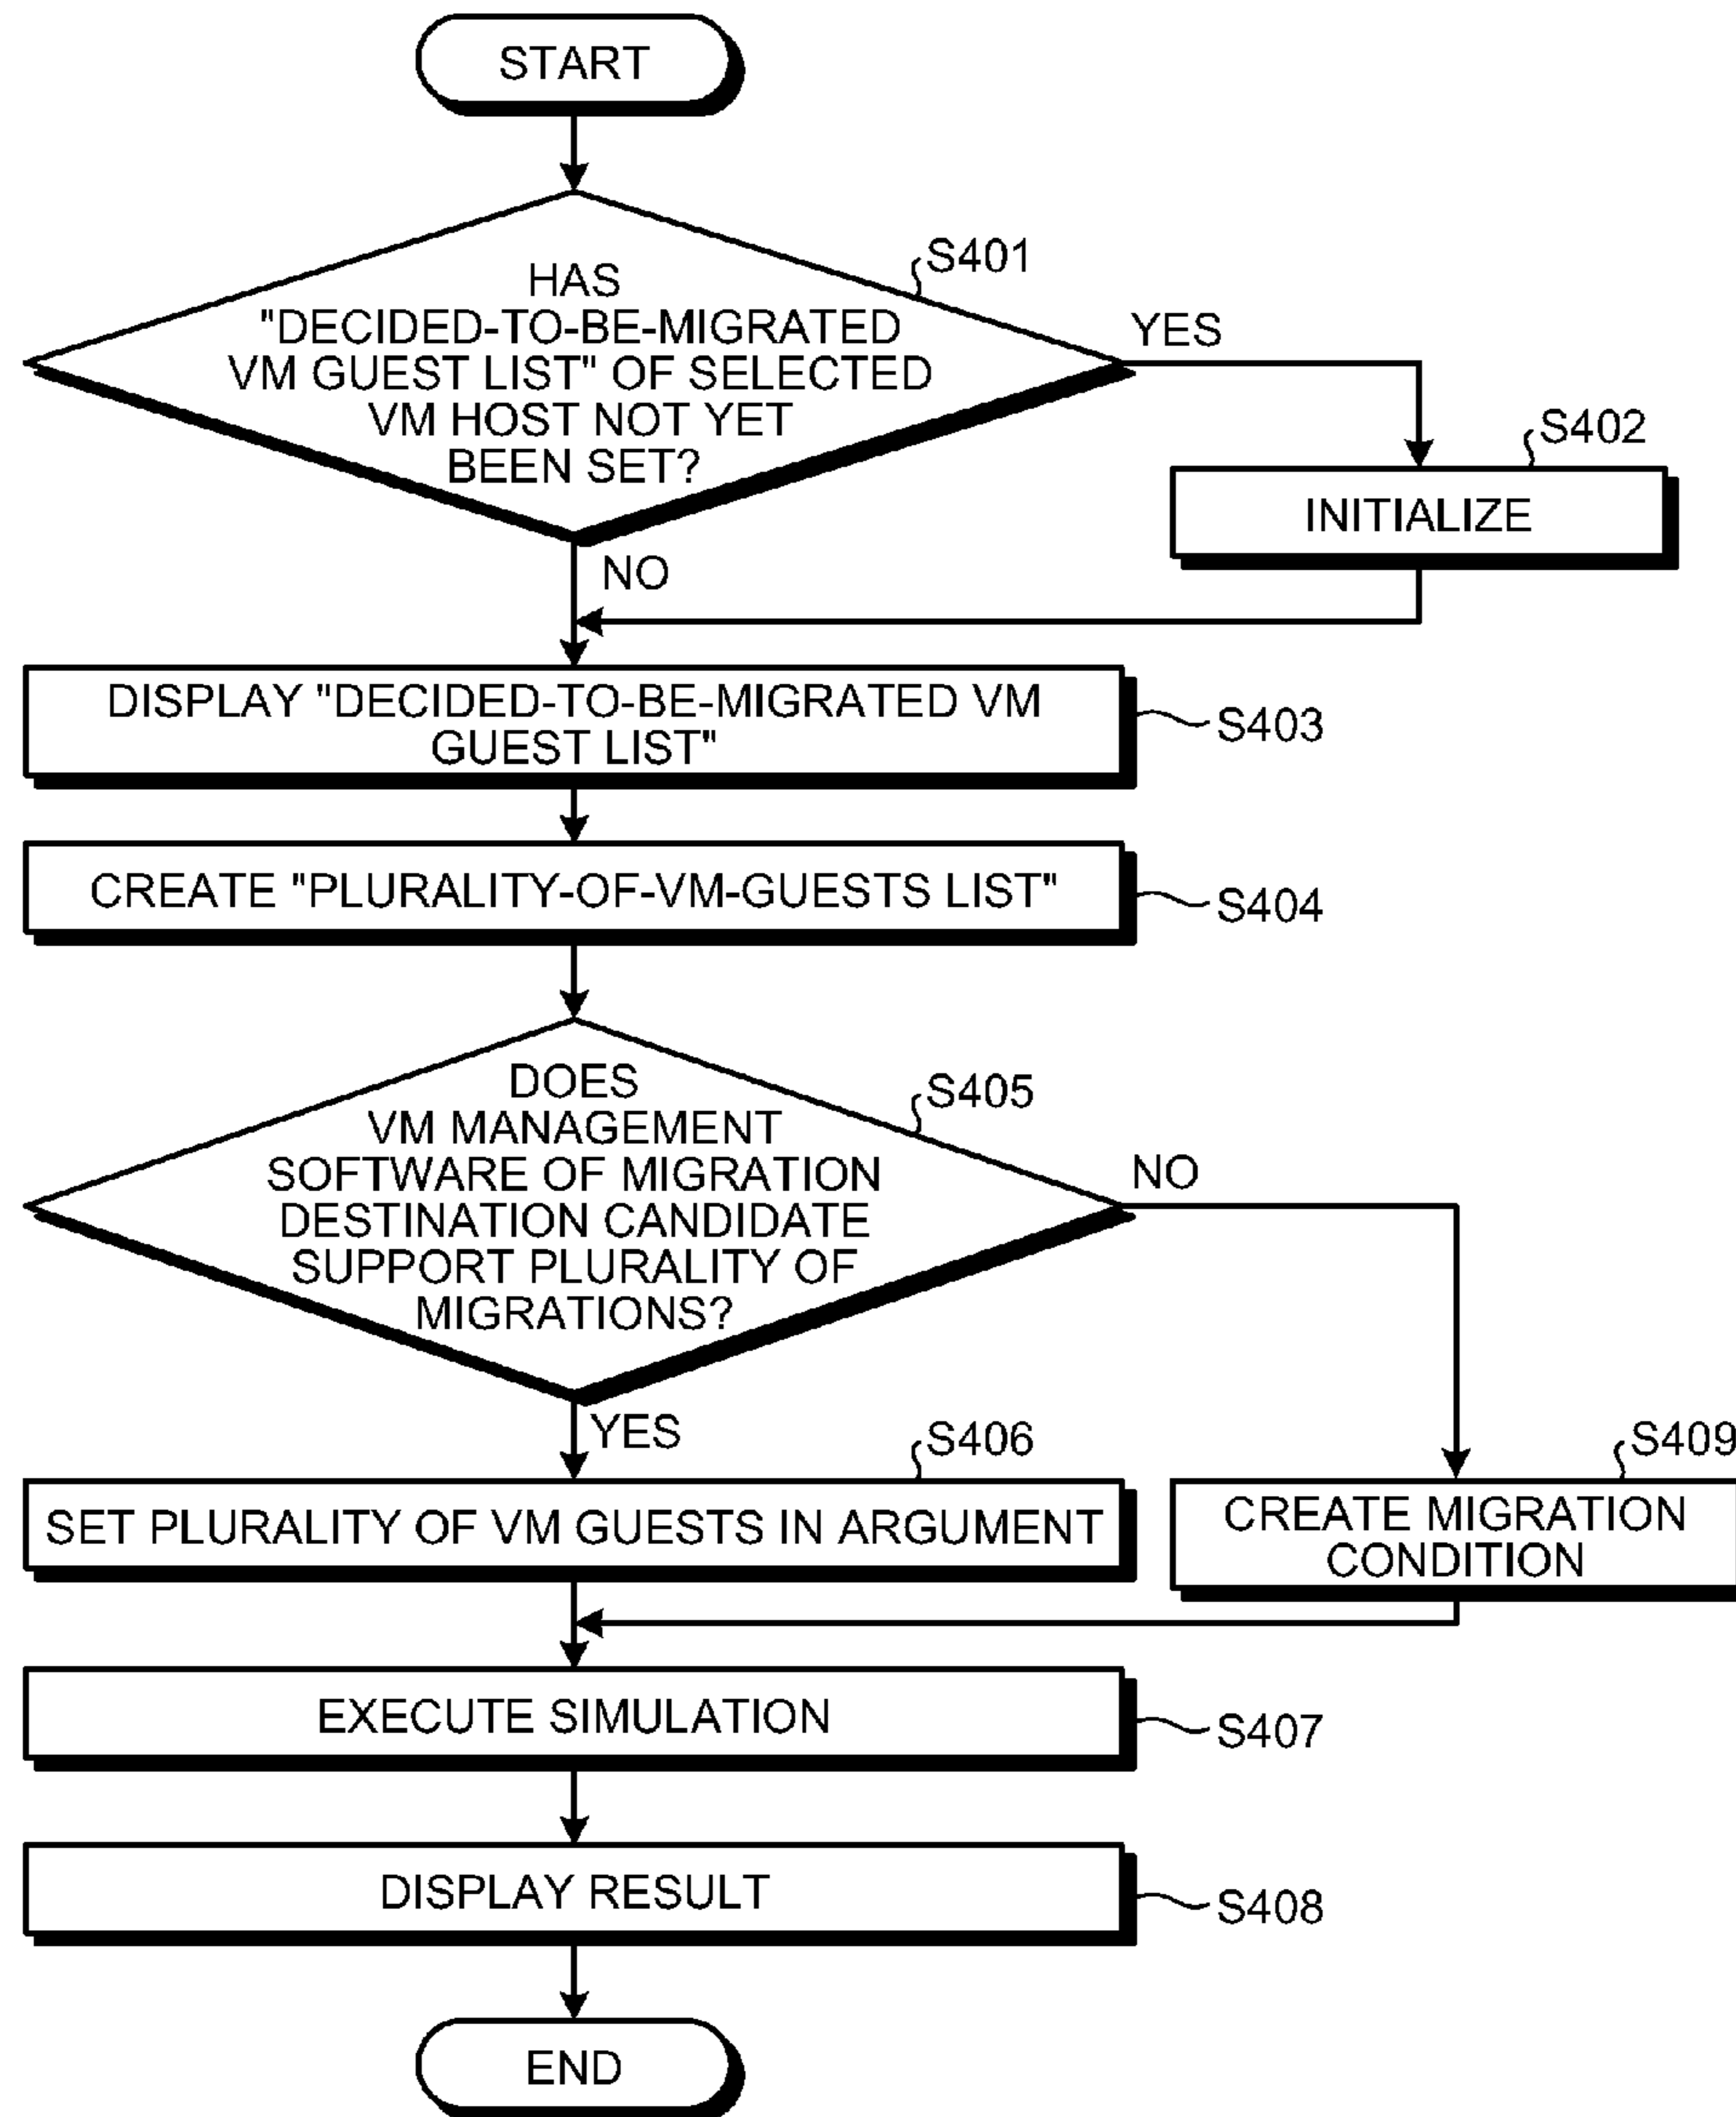 START
S401
HAS
"DECIDED-TO-BE-MIGRATED
VM GUEST LIST" OF SELECTED
VM HOST NOT YET
BEEN SET?
YES
S402
INITIALIZE
NO
DISPLAY "DECIDED-TO-BE-MIGRATED VM
GUEST LIST"
S403
CREATE "PLURALITY-OF-VM-GUESTS LIST"
S404
S405
DOES
VM MANAGEMENT
SOFTWARE OF MIGRATION
DESTINATION CANDIDATE
SUPPORT PLURALITY OF
MIGRATIONS?
NO
YES
S406
SET PLURALITY OF VM GUESTS IN ARGUMENT
S409
CREATE MIGRATION
CONDITION
EXECUTE SIMULATION
S407
DISPLAY RESULT
S408
END